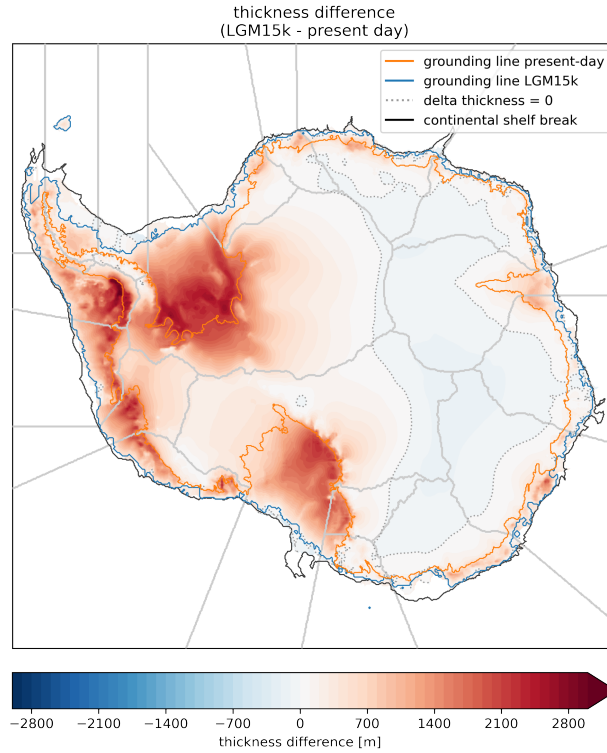 thickness difference
(LGM15k - present day)
grounding line present-day
grounding line LGM15k
delta thickness = 0
continental shelf break
−2800 −2100 −1400 −700 0 700 1400 2100 2800
thickness difference [m]